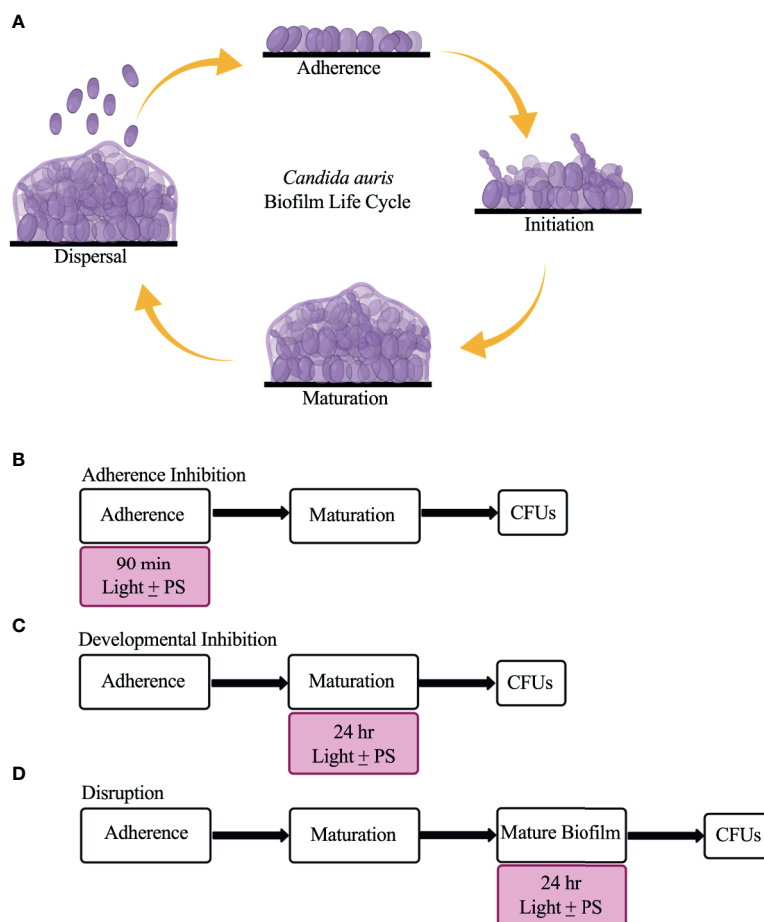 A
Adherence
Candida auris
Biofilm Life Cycle
Initiation
Dispersal
Maturation
B
Adherence Inhibition
Adherence
Maturation
CFUs
90 min
Light ± PS
C
Developmental Inhibition
Adherence
Maturation
CFUs
24 hr
Light ± PS
D
Disruption
Adherence
Maturation
Mature Biofilm
CFUs
24 hr
Light ± PS